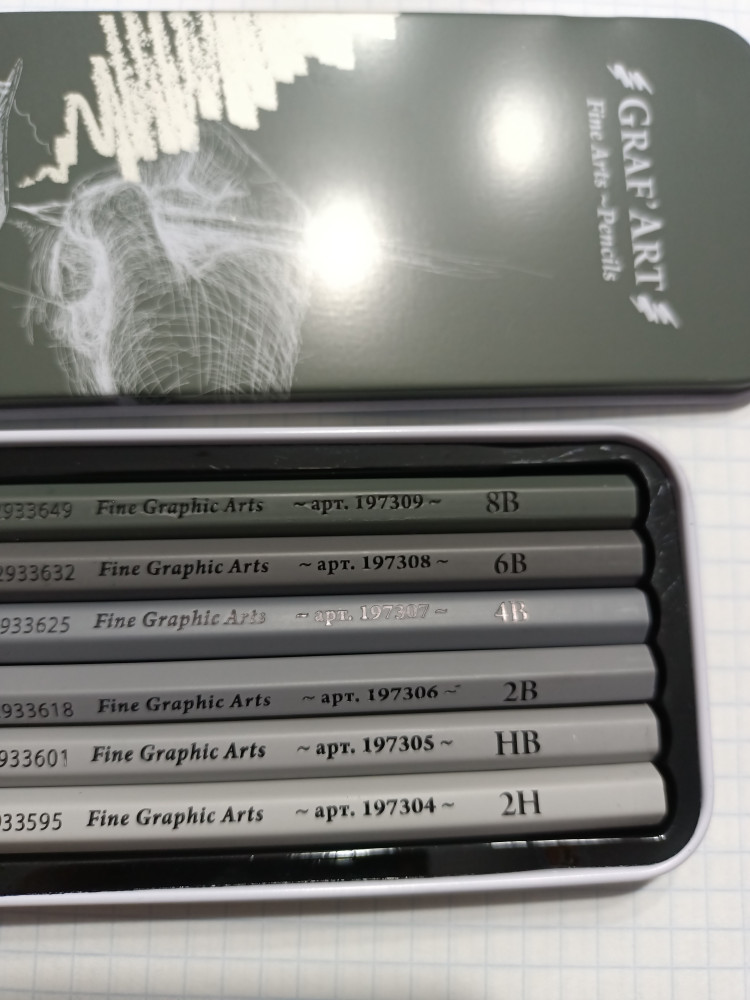 GRAF'ART
Fine Arts ~Pencils
933649 Fine Graphic Arts ~ арт. 197309 ~ 8B
2933632 Fine Graphic Arts ~ арт. 197308 ~ 6B
933625 Fine Graphic Arts ~ арт. 197307 ~ 4B
933618 Fine Graphic Arts ~ арт. 197306 ~ 2B
933601 Fine Graphic Arts ~ арт. 197305 ~ HB
33595 Fine Graphic Arts ~ арт. 197304 ~ 2H